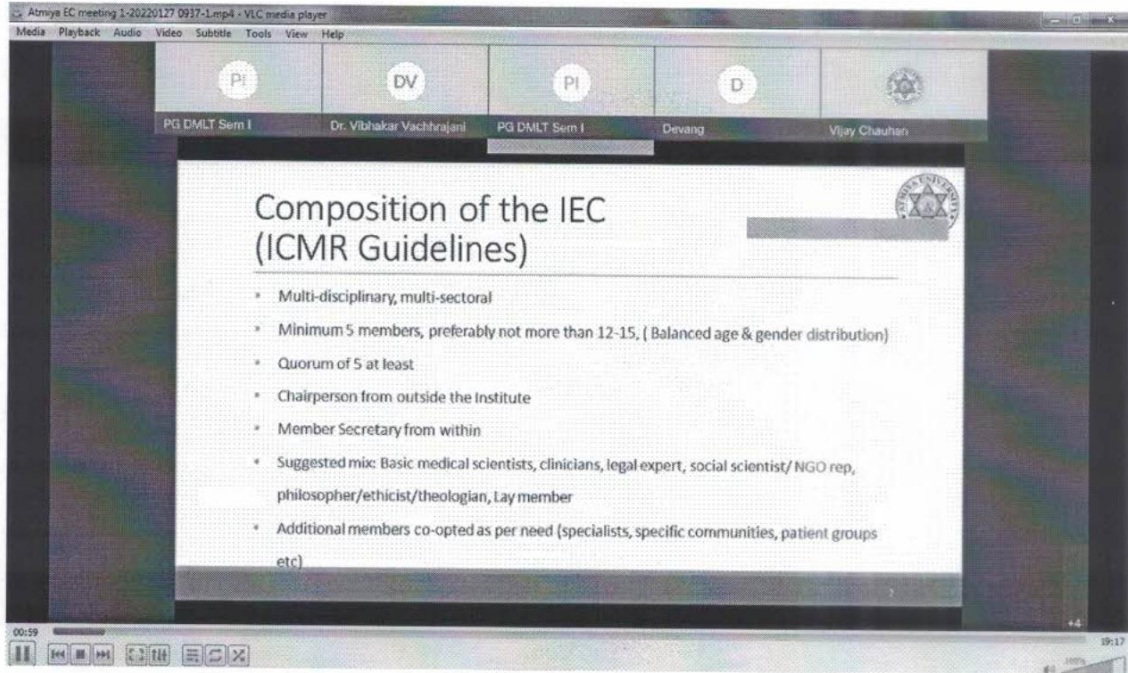 Atmiya EC meeting 1-20220127 0937-1.mp4 - VLC media player
Media Playback Audio Video Subtitle Tools View Help
PI DV PI D
PG DMLT Sem I Dr. Vibhakar Vachhrajani PG DMLT Sem I Devang Vijay Chauhan
ATMIYA UNIVERSITY
Composition of the IEC
(ICMR Guidelines)
Multi-disciplinary, multi-sectoral
Minimum 5 members, preferably not more than 12-15, ( Balanced age & gender distribution)
Quorum of 5 at least
Chairperson from outside the Institute
Member Secretary from within
Suggested mix: Basic medical scientists, clinicians, legal expert, social scientist/ NGO rep,
philosopher/ethicist/theologian, Lay member
Additional members co-opted as per need (specialists, specific communities, patient groups
etc)
+4
00:59 19:17
100%